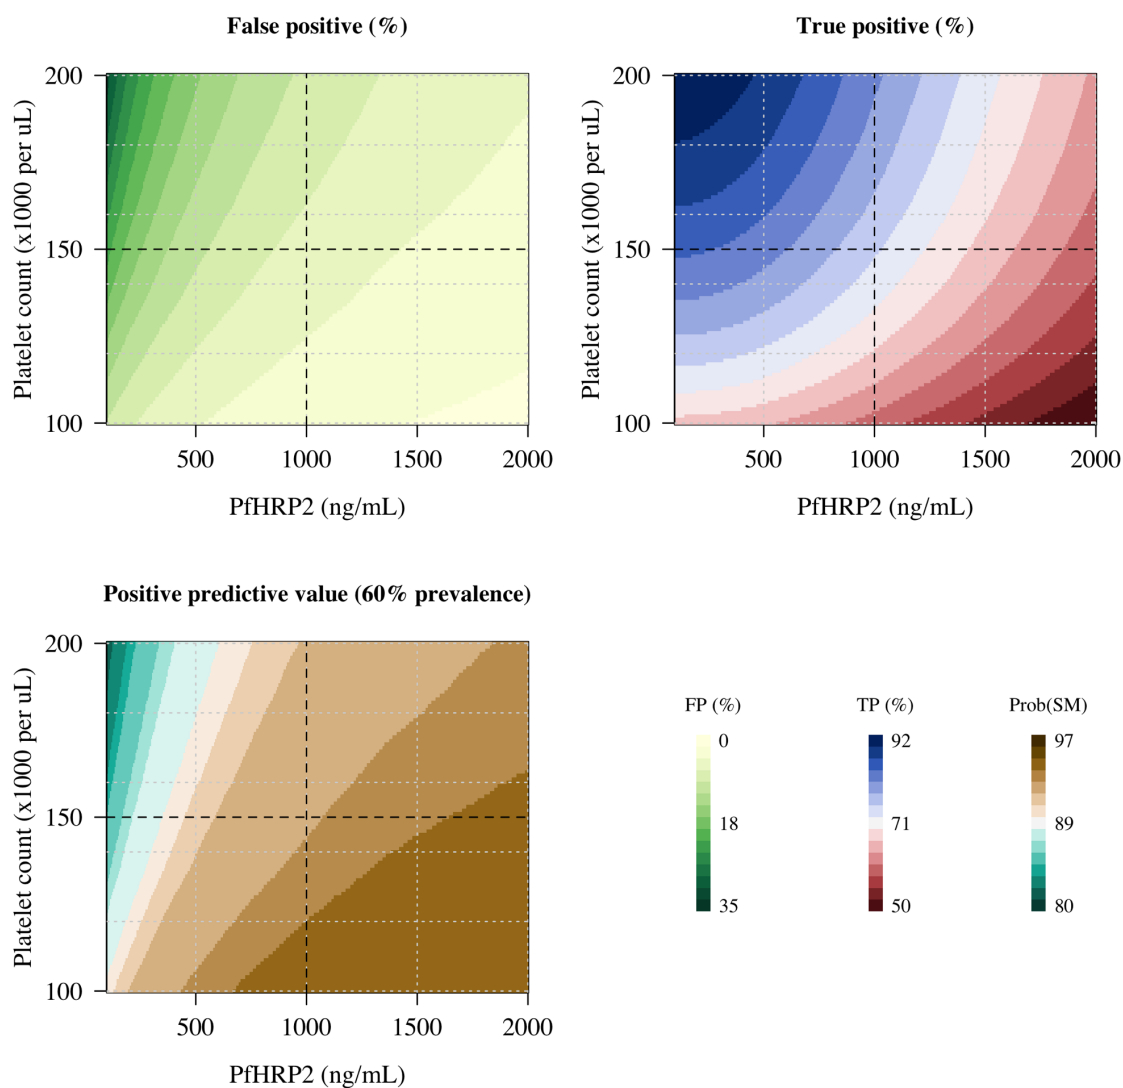 False positive (%)
True positive (%)
Platelet count (x1000 per uL)
200
150
100
500
1000
1500
2000
PfHRP2 (ng/mL)
Platelet count (x1000 per uL)
200
150
100
500
1000
1500
2000
PfHRP2 (ng/mL)
Positive predictive value (60% prevalence)
Platelet count (x1000 per uL)
200
150
100
500
1000
1500
2000
PfHRP2 (ng/mL)
FP (%)
0
18
35
TP (%)
92
71
50
Prob(SM)
97
89
80